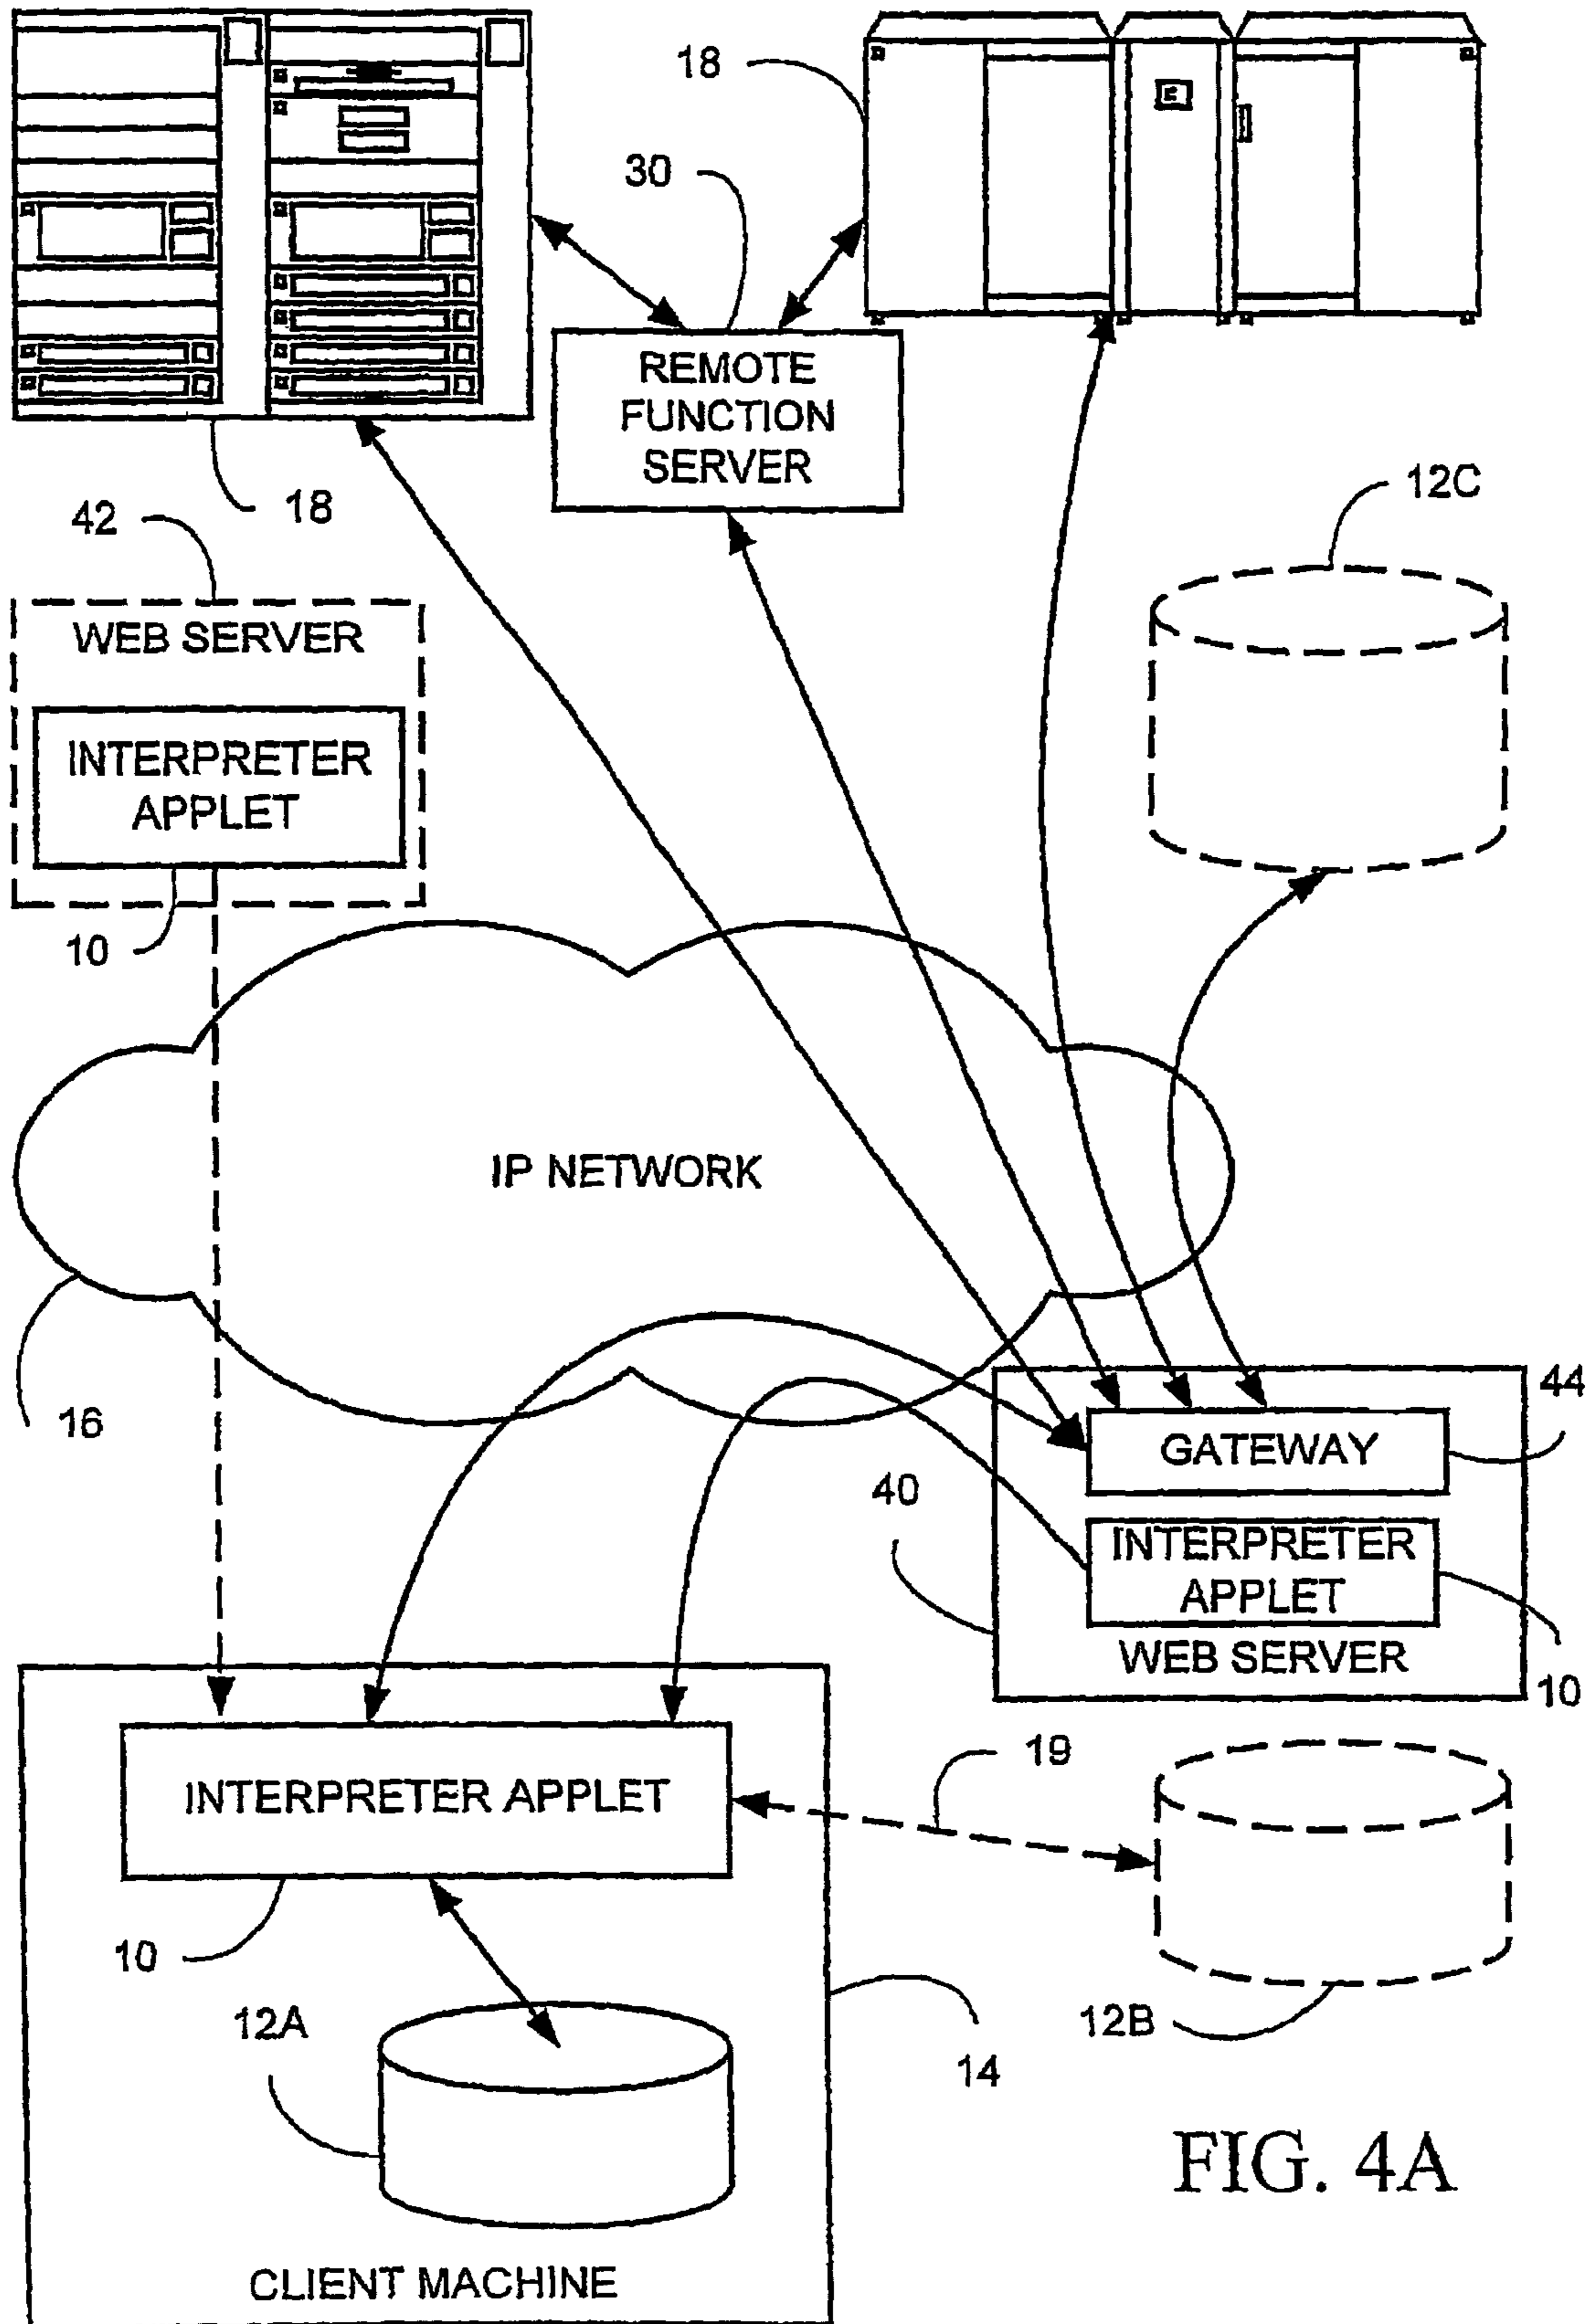 18
30
REMOTE
FUNCTION
SERVER
18
12C
42
WEB SERVER
INTERPRETER
APPLET
10
IP NETWORK
16
44
GATEWAY
40
INTERPRETER
APPLET
WEB SERVER
10
19
INTERPRETER APPLET
10
12A
12B
14
CLIENT MACHINE
FIG. 4A